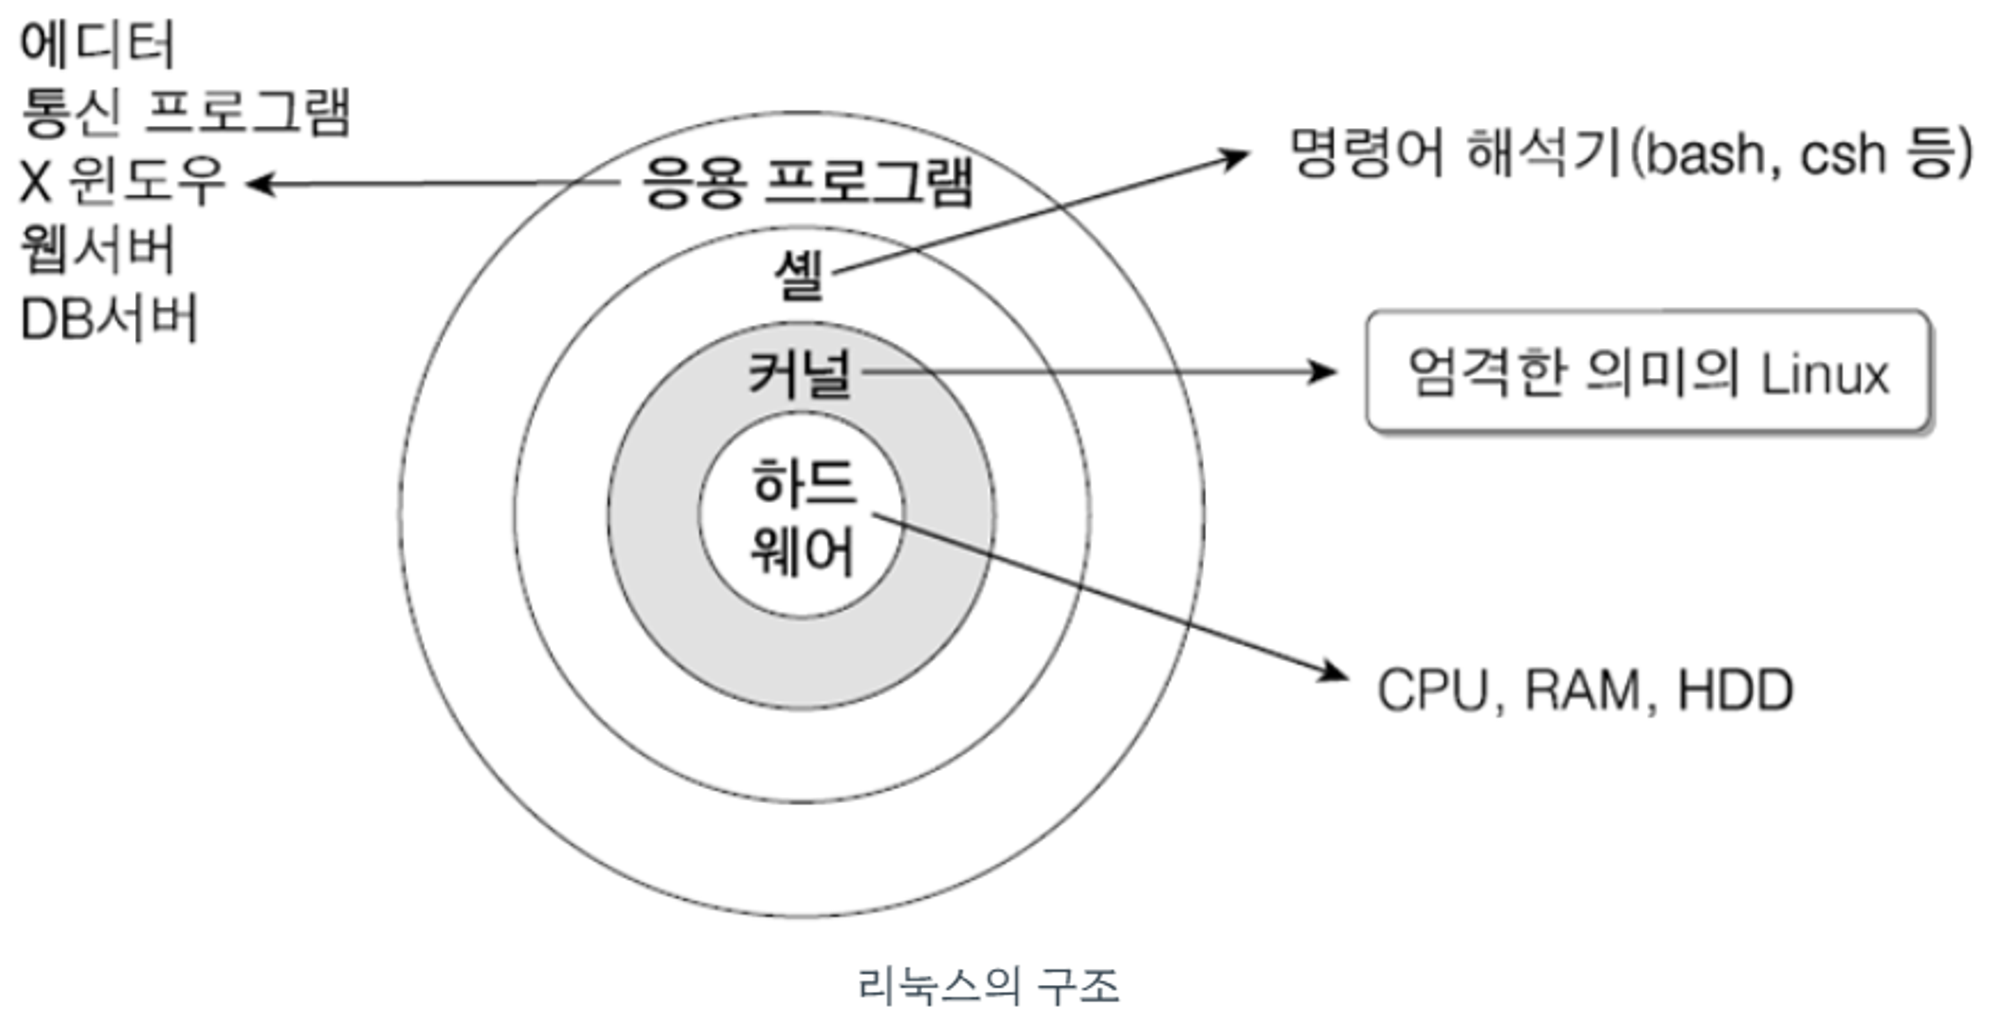 에디터
통신 프로그램
X 윈도우
웹서버
DB서버
응용 프로그램
셸
커널
하드
웨어
명령어 해석기(bash, csh 등)
엄격한 의미의 Linux
CPU, RAM, HDD
리눅스의 구조